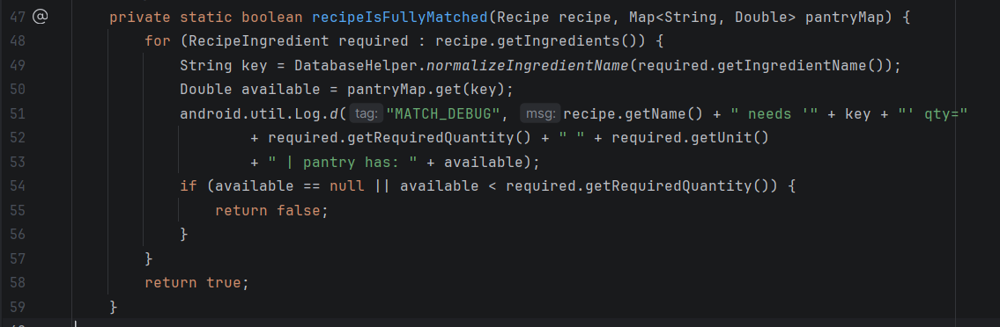 47 @ private static boolean recipeIsFullyMatched(Recipe recipe, Map<String, Double> pantryMap) {
48 for (RecipeIngredient required : recipe.getIngredients()) {
49 String key = DatabaseHelper.normalizeIngredientName(required.getIngredientName());
50 Double available = pantryMap.get(key);
51 android.util.Log.d( tag: "MATCH_DEBUG", msg: recipe.getName() + " needs '" + key + "' qty="
52 + required.getRequiredQuantity() + " " + required.getUnit()
53 + " | pantry has: " + available);
54 if (available == null || available < required.getRequiredQuantity()) {
55 return false;
56 }
57 }
58 return true;
59 }